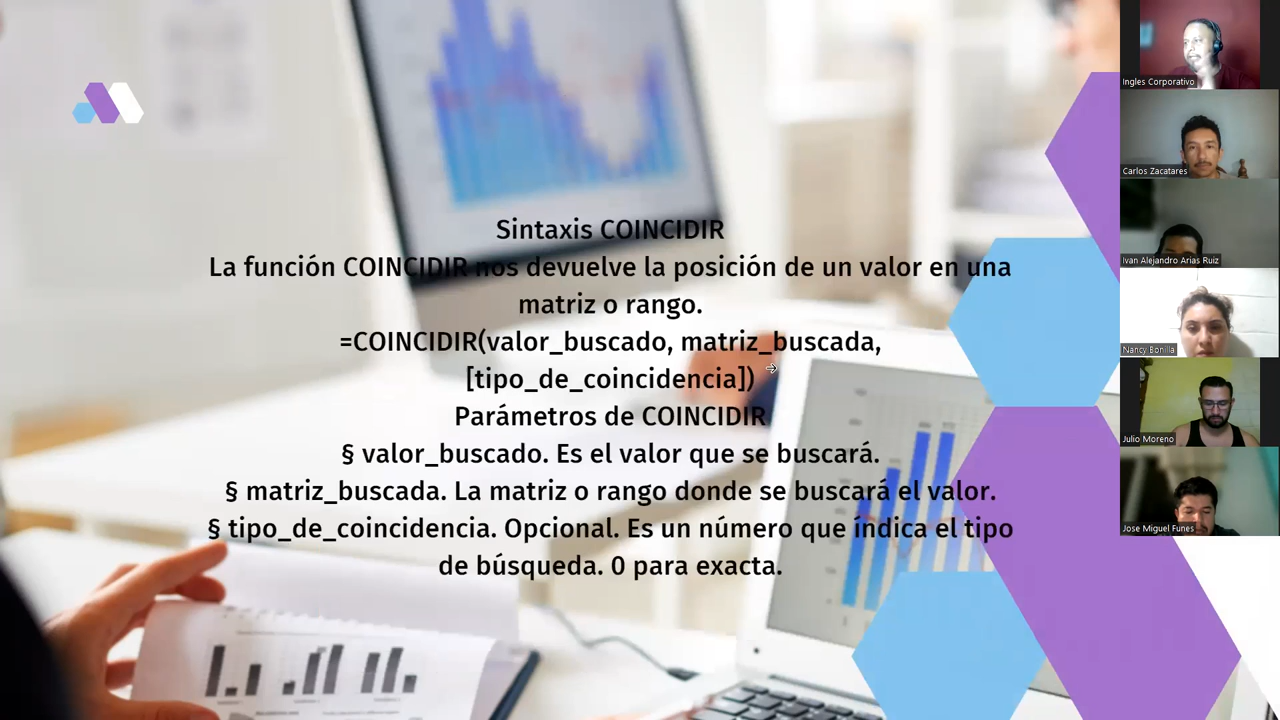 Sintaxis COINCIDIR
La función COINCIDIR nos devuelve la posición de un valor en una
matriz o rango.
=COINCIDIR(valor_buscado, matriz_buscada,
[tipo_de_coincidencia])
Parámetros de COINCIDIR
§ valor_buscado. Es el valor que se buscará.
§ matriz_buscada. La matriz o rango donde se buscará el valor.
§ tipo_de_coincidencia. Opcional. Es un número que índica el tipo
de búsqueda. 0 para exacta.
Ingles Corporativo
Carlos Zacatares
Ivan Alejandro Arias Ruiz
Nancy Bonilla
Julio Moreno
Jose Miguel Funes